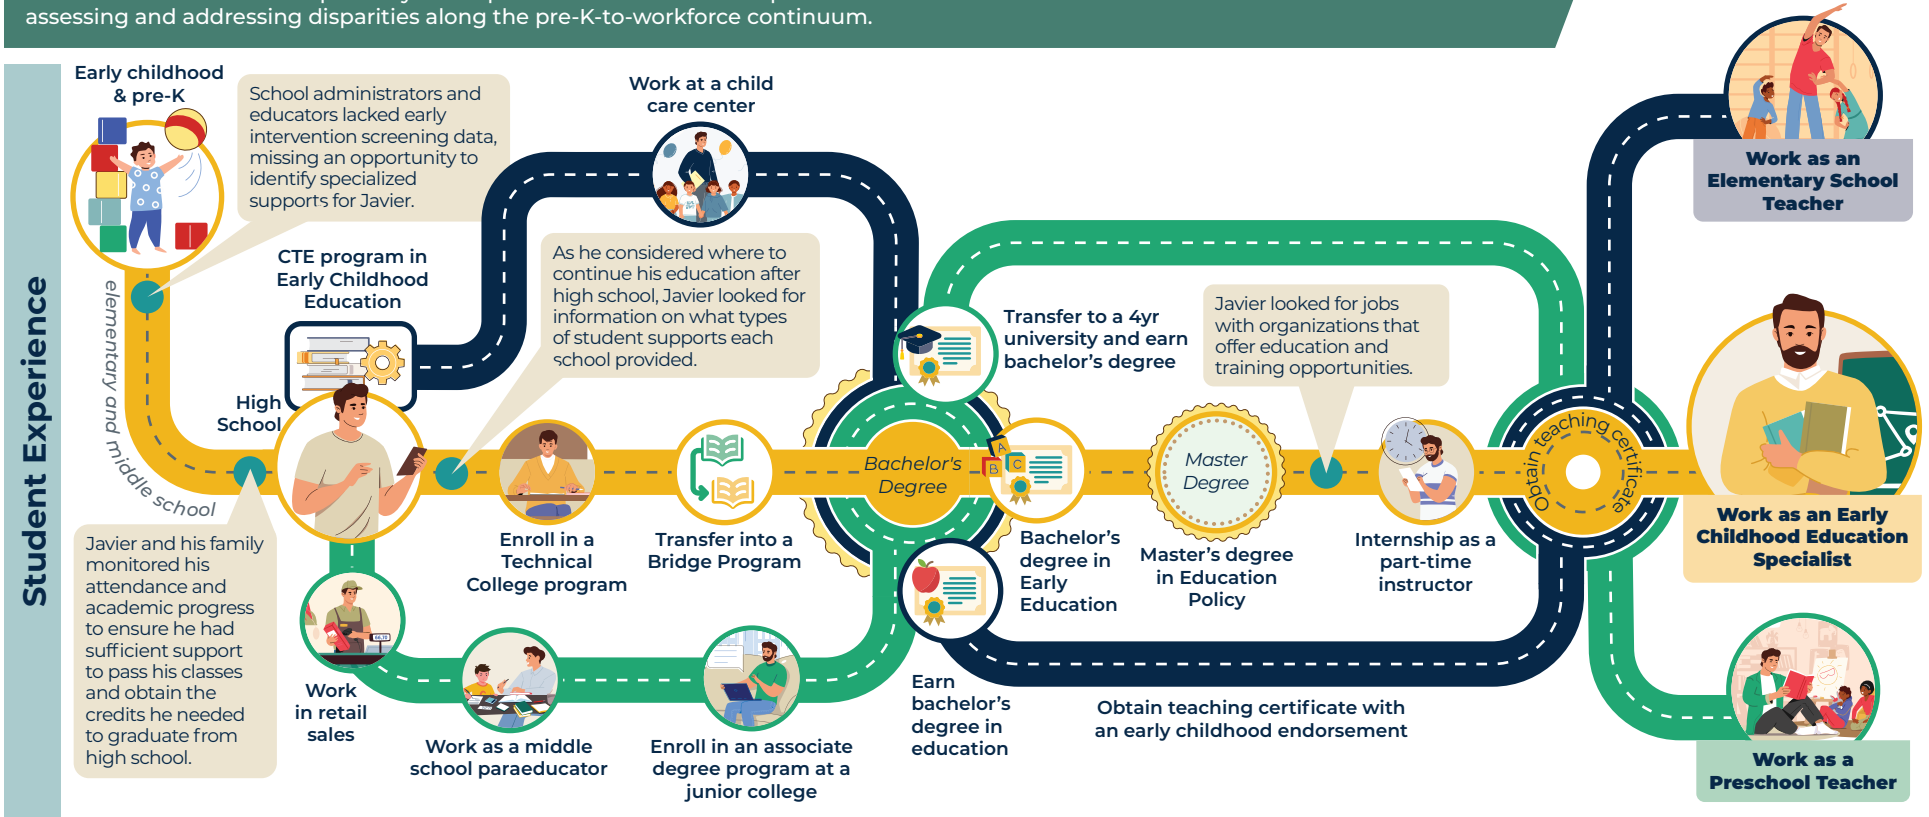 assessing and addressing disparities along the pre-K-to-workforce continuum.
Student Experience
Early childhood
& pre-K
School administrators and
educators lacked early
intervention screening data,
missing an opportunity to
identify specialized
supports for Javier.
elementary and middle school
Javier and his family
monitored his
attendance and
academic progress
to ensure he had
sufficient support
to pass his classes
and obtain the
credits he needed
to graduate from
high school.
CTE program in
Early Childhood
Education
High
School
Work at a child
care center
As he considered where to
continue his education after
high school, Javier looked for
information on what types
of student supports each
school provided.
Enroll in a
Technical
College program
Transfer into a
Bridge Program
Work
in retail
sales
Work as a middle
school paraeducator
Enroll in an associate
degree program at a
junior college
Bachelor's
Degree
Transfer to a 4yr
university and earn
bachelor's degree
A
B
C
Bachelor's
degree in
Early
Education
Earn
bachelor's
degree in
education
Master
Degree
Master's degree
in Education
Policy
Javier looked for jobs
with organizations that
offer education and
training opportunities.
Internship as a
part-time
instructor
Obtain teaching certificate with
an early childhood endorsement
Obtain teaching certificate
Work as an
Elementary School
Teacher
Work as an Early
Childhood Education
Specialist
Work as a
Preschool Teacher